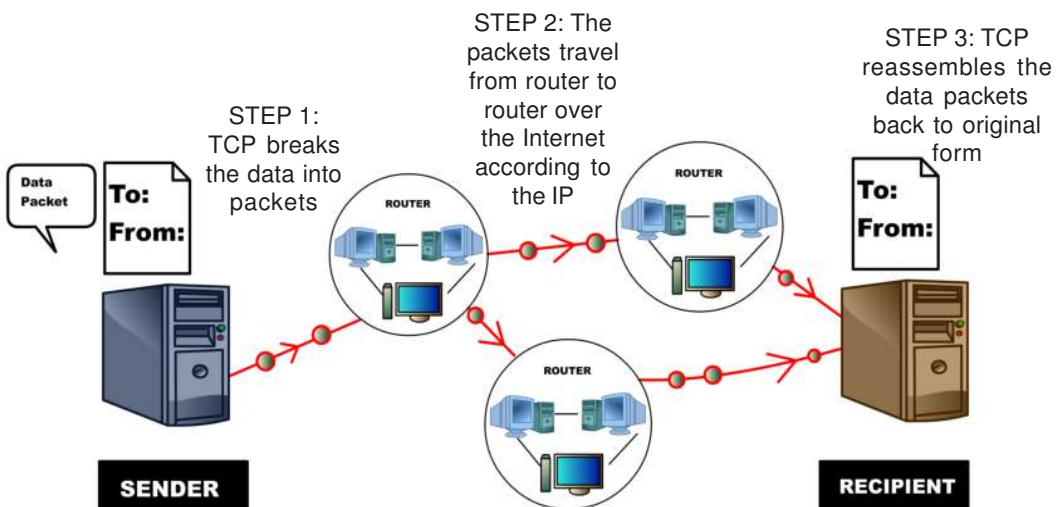 STEP 1:
TCP breaks
the data into
packets
STEP 2: The
packets travel
from router to
router over
the Internet
according to
the IP
STEP 3: TCP
reassembles the
data packets
back to original
form
Data
Packet
To:
From:
ROUTER
ROUTER
ROUTER
To:
From:
SENDER
RECIPIENT